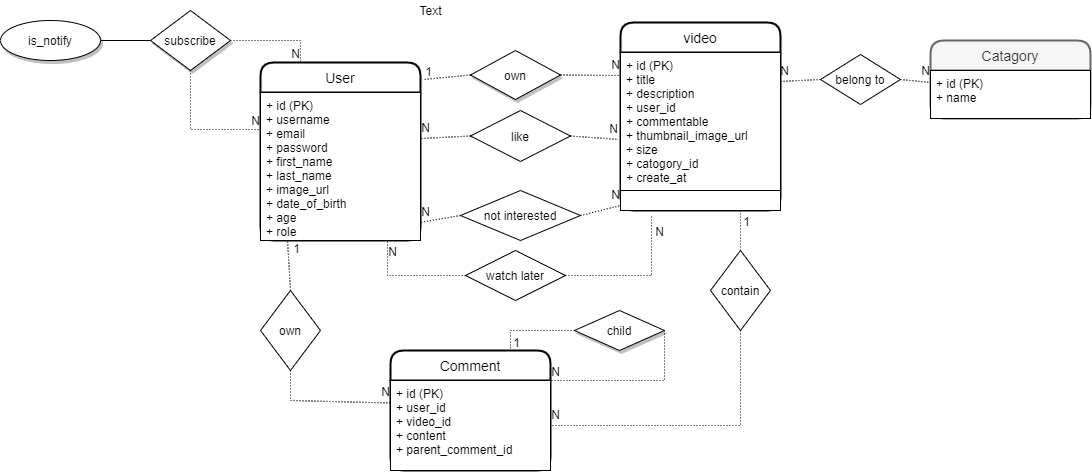 Text
is_notify
subscribe
N
N
User
+ id (PK)
+ username
+ email
+ password
+ first_name
+ last_name
+ image_url
+ date_of_birth
+ age
+ role
1
own
N
N
like
N
N
not interested
N
N
watch later
N
video
+ id (PK)
+ title
+ description
+ user_id
+ commentable
+ thumbnail_image_url
+ size
+ catogory_id
+ create_at
N
belong to
N
Catagory
+ id (PK)
+ name
1
own
N
1
contain
N
child
1
N
Comment
+ id (PK)
+ user_id
+ video_id
+ content
+ parent_comment_id